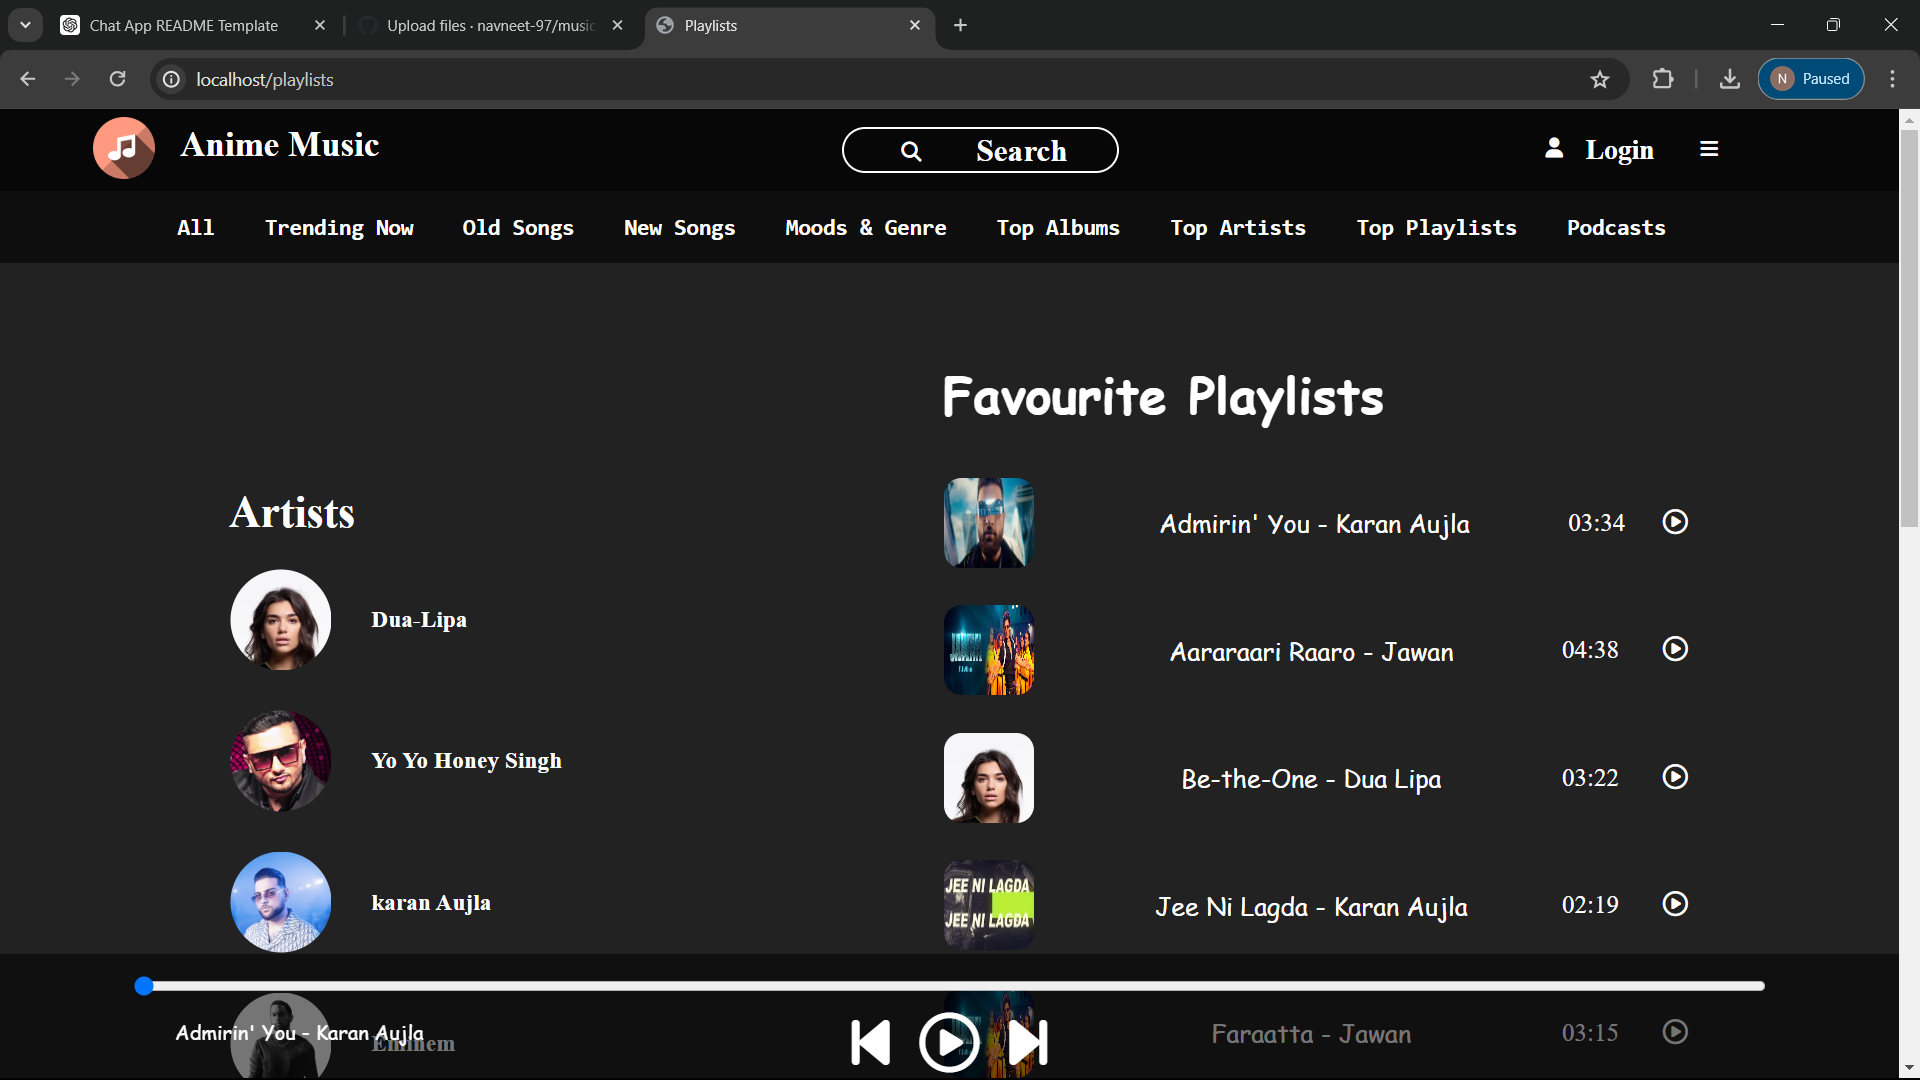 Chat App README Template
Upload files · navneet-97/music
Playlists
localhost/playlists
N Paused
Anime Music
Search
Login
All Trending Now Old Songs New Songs Moods & Genre Top Albums Top Artists Top Playlists Podcasts
Favourite Playlists
Artists
Dua-Lipa
Yo Yo Honey Singh
karan Aujla
Eminem
Admirin' You - Karan Aujla 03:34
Aararaari Raaro - Jawan 04:38
Be-the-One - Dua Lipa 03:22
JEE NI LAGDA
JEE NI LAGDA
Jee Ni Lagda - Karan Aujla 02:19
Faraatta - Jawan 03:15
Admirin' You - Karan Aujla